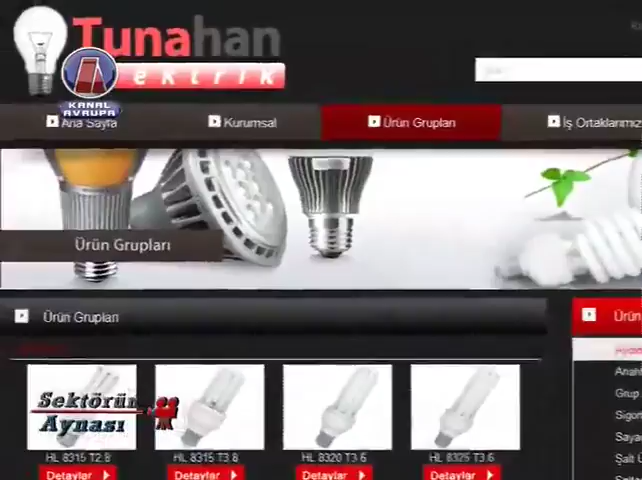 Tunahan
Elektrik
KANAL
AVRUPA
Ana Sayfa
Kurumsal
Ürün Grupları
İş Ortaklarımız
Ürün Grupları
Ürün Grupları
Ürün
Sektörün
Aynası
Grup
HL 8315 T2.8
HL 8315 T3.8
HL 8320 T3.6
HL 8325 T3.6
Detaylar
Detaylar
Detaylar
Detaylar